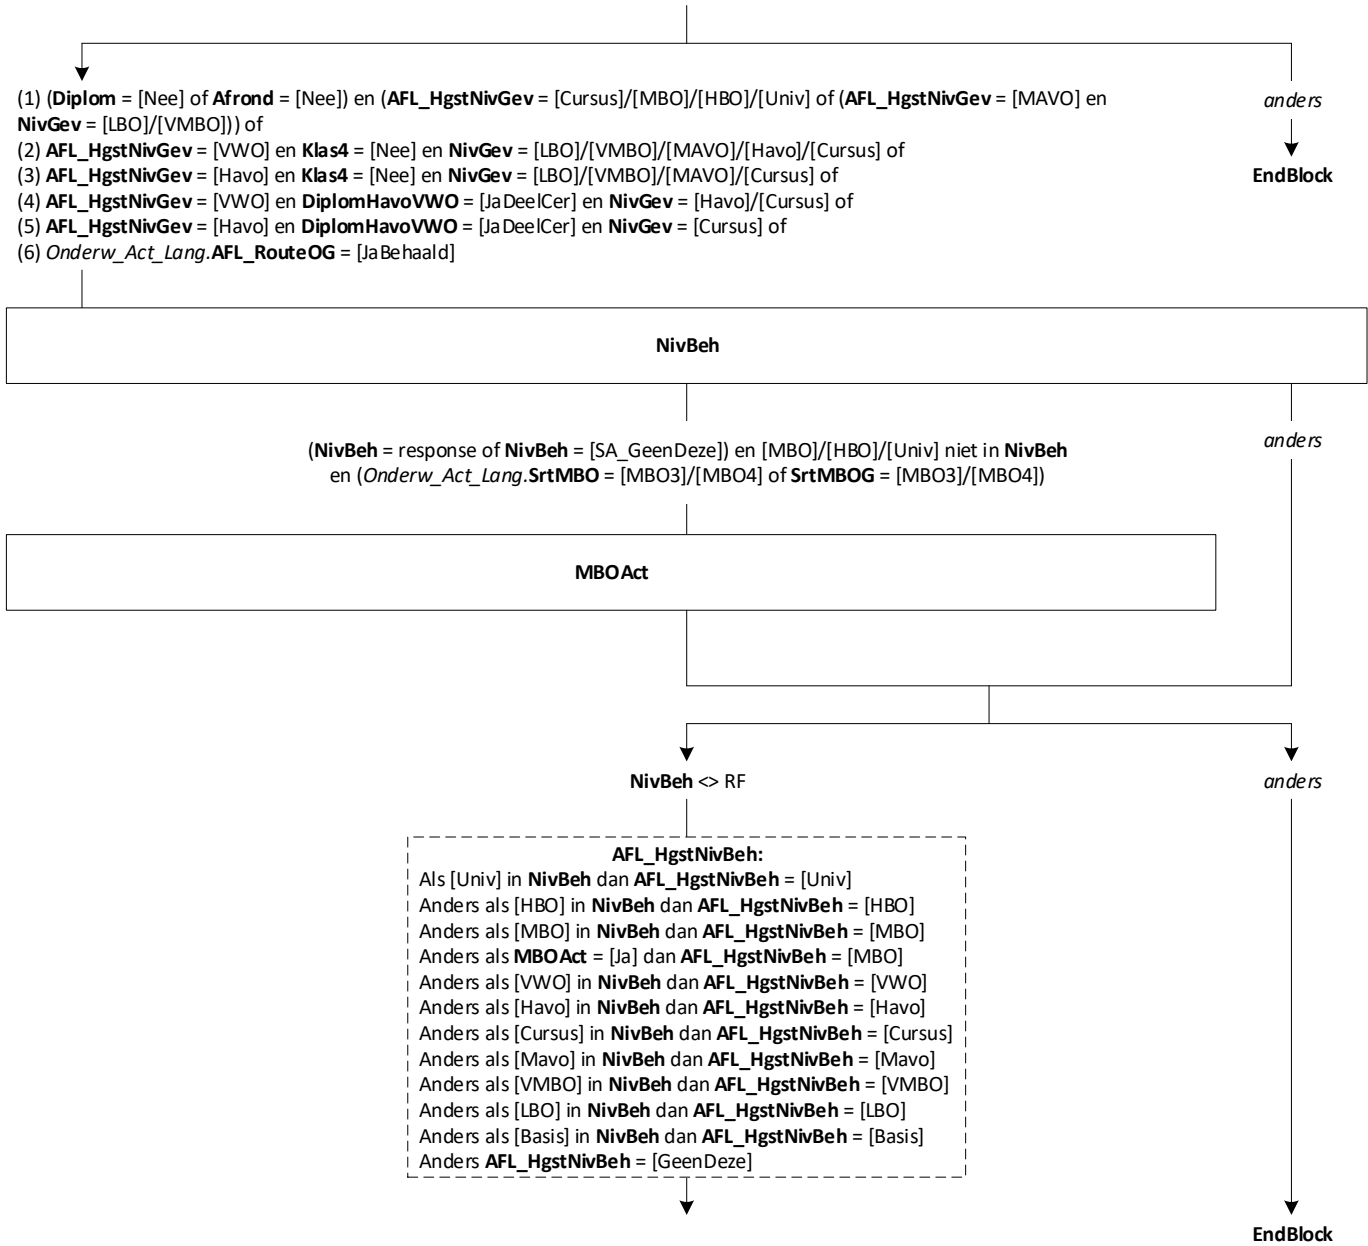 (1) (Diplom = [Nee] of Afrond = [Nee]) en (AFL_HgstNivGev = [Cursus]/[MBO]/[HBO]/[Univ] of (AFL_HgstNivGev = [MAVO] en
NivGev = [LBO]/[VMBO])) of
(2) AFL_HgstNivGev = [VWO] en Klas4 = [Nee] en NivGev = [LBO]/[VMBO]/[MAVO]/[Havo]/[Cursus] of
(3) AFL_HgstNivGev = [Havo] en Klas4 = [Nee] en NivGev = [LBO]/[VMBO]/[MAVO]/[Cursus] of
(4) AFL_HgstNivGev = [VWO] en DiplomHavoVWO = [JaDeelCer] en NivGev = [Havo]/[Cursus] of
(5) AFL_HgstNivGev = [Havo] en DiplomHavoVWO = [JaDeelCer] en NivGev = [Cursus] of
(6) Onderw_Act_Lang.AFL_RouteOG = [JaBehaald]
anders
EndBlock
NivBeh
(NivBeh = response of NivBeh = [SA_GeenDeze]) en [MBO]/[HBO]/[Univ] niet in NivBeh
en (Onderw_Act_Lang.SrtMBO = [MBO3]/[MBO4] of SrtMBOG = [MBO3]/[MBO4])
anders
MBOAct
NivBeh <> RF
anders
AFL_HgstNivBeh:
Als [Univ] in NivBeh dan AFL_HgstNivBeh = [Univ]
Anders als [HBO] in NivBeh dan AFL_HgstNivBeh = [HBO]
Anders als [MBO] in NivBeh dan AFL_HgstNivBeh = [MBO]
Anders als MBOAct = [Ja] dan AFL_HgstNivBeh = [MBO]
Anders als [VWO] in NivBeh dan AFL_HgstNivBeh = [VWO]
Anders als [Havo] in NivBeh dan AFL_HgstNivBeh = [Havo]
Anders als [Cursus] in NivBeh dan AFL_HgstNivBeh = [Cursus]
Anders als [Mavo] in NivBeh dan AFL_HgstNivBeh = [Mavo]
Anders als [VMBO] in NivBeh dan AFL_HgstNivBeh = [VMBO]
Anders als [LBO] in NivBeh dan AFL_HgstNivBeh = [LBO]
Anders als [Basis] in NivBeh dan AFL_HgstNivBeh = [Basis]
Anders AFL_HgstNivBeh = [GeenDeze]
EndBlock